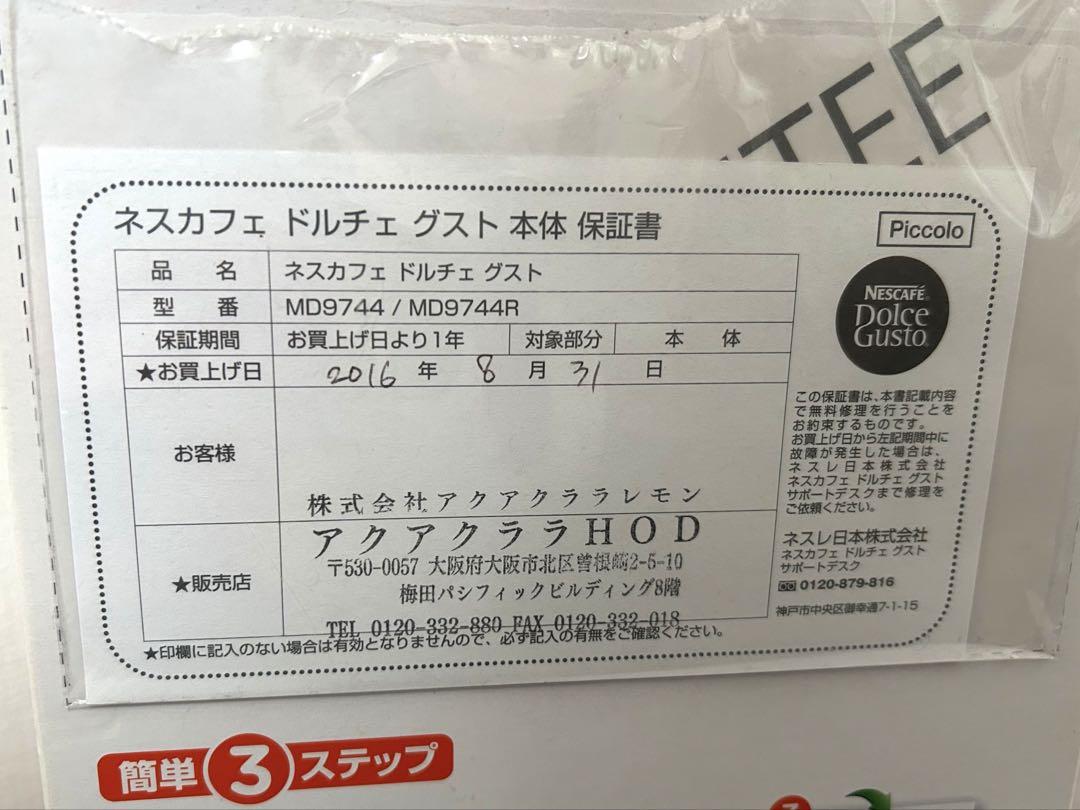 TEE
ネスカフェ ドルチェ グスト 本体 保証書
Piccolo
品 名 ネスカフェ ドルチェ グスト
型 番 MD9744 / MD9744R
保証期間 お買上げ日より1年 対象部分 本 体
★お買上げ日 2016 年 8 月 31 日
お客様
株式会社アクアクララレモン
アクアクララHOD
〒530-0057 大阪府大阪市北区曽根崎2-5-10
梅田パシフィックビルディング8階
TEL 0120-332-880 FAX 0120-332-018
★販売店
★印欄に記入のない場合は有効となりませんので、必ず記入の有無をご確認ください。
NESCAFÉ
Dolce
Gusto
この保証書は、本書記載内容
で無料修理を行うことを
お約束するものです。
お買上げ日から左記期間中に
故障が発生した場合は、
ネスレ日本株式会社
ネスカフェ ドルチェ グスト
サポートデスクまで修理を
ご依頼ください。
ネスレ日本株式会社
ネスカフェ ドルチェ グスト
サポートデスク
0120-879-816
神戸市中央区御幸通7-1-15
簡単3ステップ